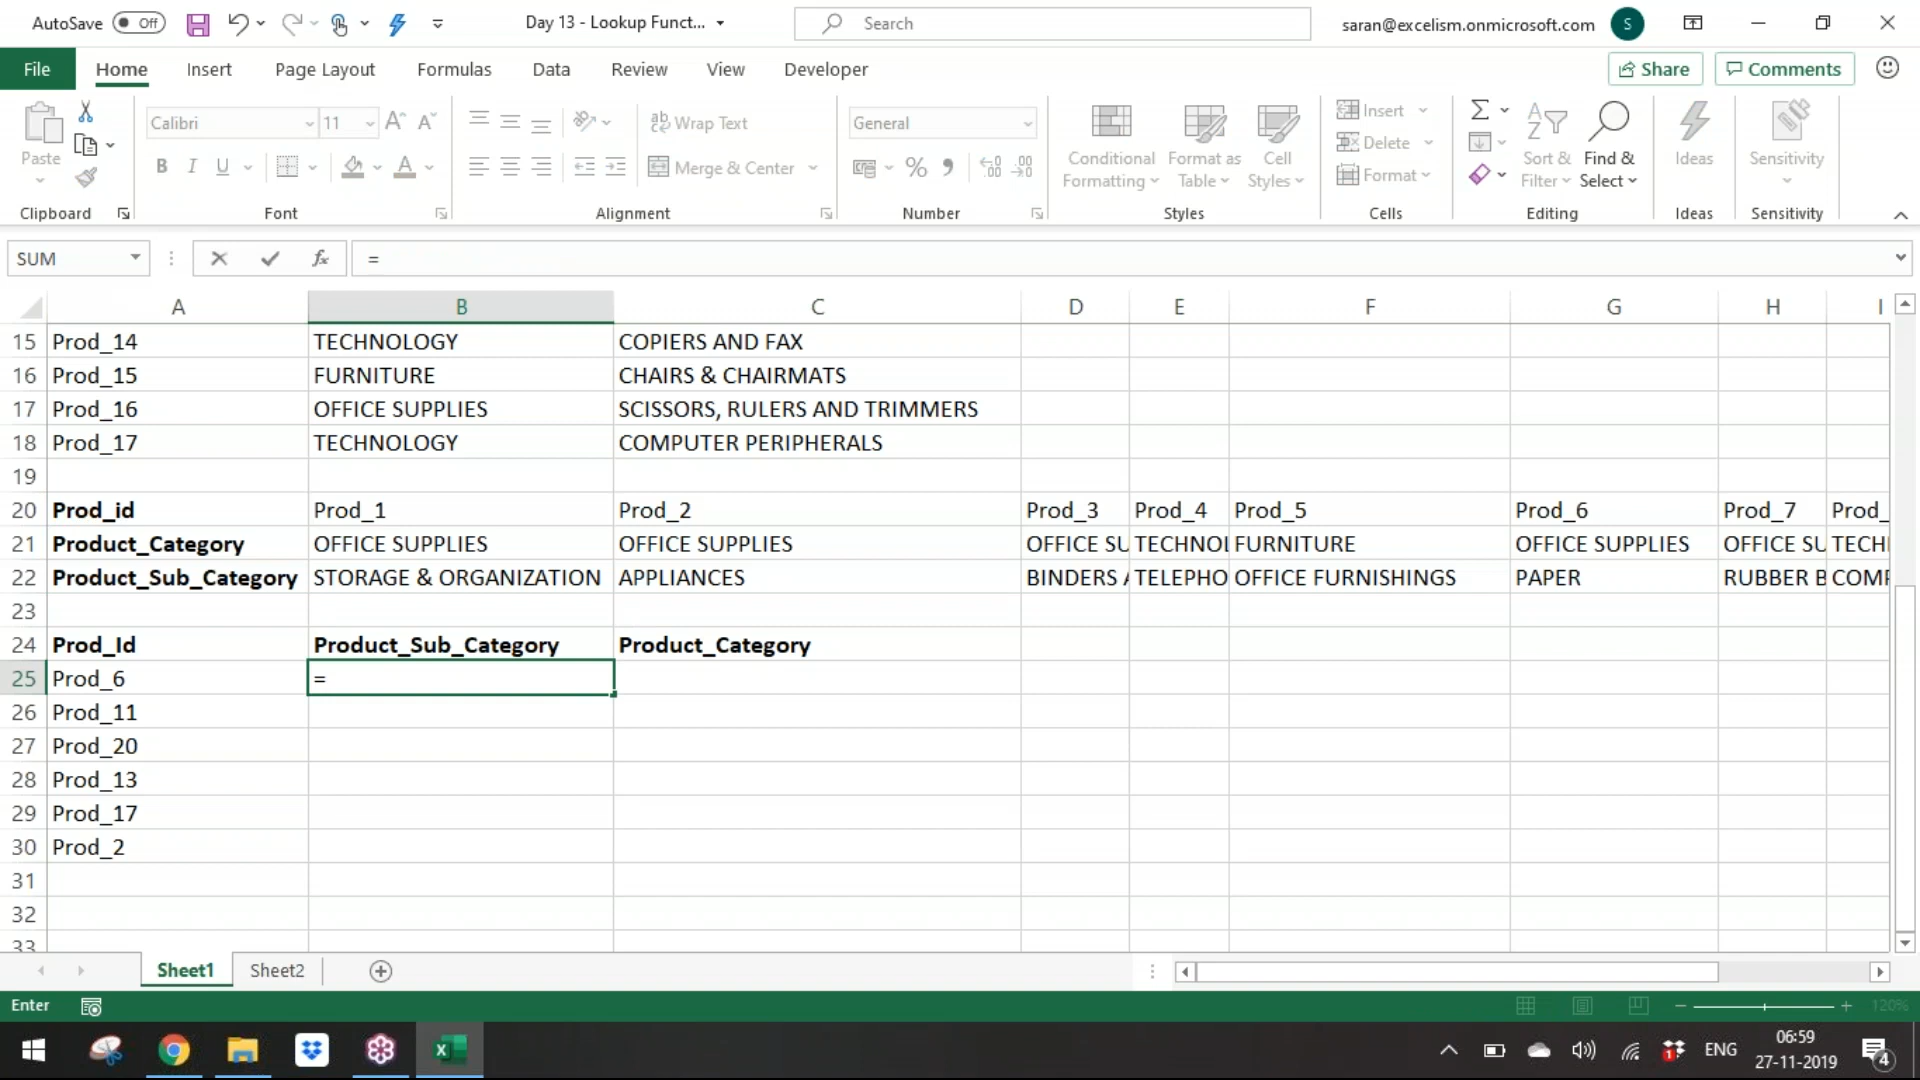 AutoSave Off Day 13 - Lookup Funct... Search saran@excelism.onmicrosoft.com S
File Home Insert Page Layout Formulas Data Review View Developer Share Comments
Paste Calibri 11 Wrap Text General Conditional Formatting Format as Table Cell Styles Insert Sort & Filter Find & Select Ideas Sensitivity
B I U A Merge & Center % Delete
Format
Clipboard Font Alignment Number Styles Cells Editing Ideas Sensitivity
SUM fx =
A B C D E F G H I
15 Prod_14 TECHNOLOGY COPIERS AND FAX
16 Prod_15 FURNITURE CHAIRS & CHAIRMATS
17 Prod_16 OFFICE SUPPLIES SCISSORS, RULERS AND TRIMMERS
18 Prod_17 TECHNOLOGY COMPUTER PERIPHERALS
19
20 Prod_id Prod_1 Prod_2 Prod_3 Prod_4 Prod_5 Prod_6 Prod_7 Prod_
21 Product_Category OFFICE SUPPLIES OFFICE SUPPLIES OFFICE SU TECHNOL FURNITURE OFFICE SUPPLIES OFFICE SU TECH
22 Product_Sub_Category STORAGE & ORGANIZATION APPLIANCES BINDERS TELEPHO OFFICE FURNISHINGS PAPER RUBBER B COM
23
24 Prod_Id Product_Sub_Category Product_Category
25 Prod_6 =
26 Prod_11
27 Prod_20
28 Prod_13
29 Prod_17
30 Prod_2
31
32
33
Sheet1 Sheet2
Enter 120%
ENG 06:59
27-11-2019 4